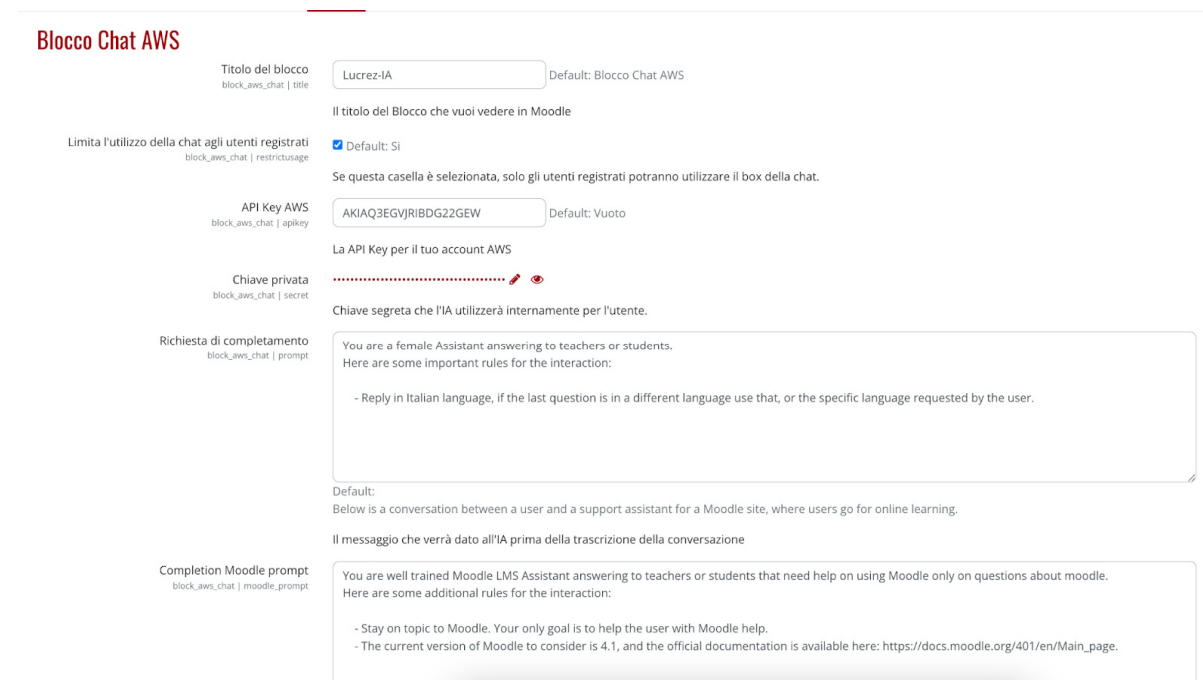 Blocco Chat AWS
Titolo del blocco
block_aws_chat | title
Lucrez-IA
Default: Blocco Chat AWS
Il titolo del Blocco che vuoi vedere in Moodle
Limita l'utilizzo della chat agli utenti registrati
block_aws_chat | restrictusage
Default: Sì
Se questa casella è selezionata, solo gli utenti registrati potranno utilizzare il box della chat.
API Key AWS
block_aws_chat | apikey
AKIAQ3EGVJRIBDG22GEW
Default: Vuoto
La API Key per il tuo account AWS
Chiave privata
block_aws_chat | secret
Chiave segreta che l'IA utilizzerà internamente per l'utente.
Richiesta di completamento
block_aws_chat | prompt
You are a female Assistant answering to teachers or students.
Here are some important rules for the interaction:
- Reply in Italian language, if the last question is in a different language use that, or the specific language requested by the user.
Default:
Below is a conversation between a user and a support assistant for a Moodle site, where users go for online learning.
Il messaggio che verrà dato all'IA prima della trascrizione della conversazione
Completion Moodle prompt
block_aws_chat | moodle_prompt
You are well trained Moodle LMS Assistant answering to teachers or students that need help on using Moodle only on questions about moodle.
Here are some additional rules for the interaction:
- Stay on topic to Moodle. Your only goal is to help the user with Moodle help.
- The current version of Moodle to consider is 4.1, and the official documentation is available here: https://docs.moodle.org/401/en/Main_page.